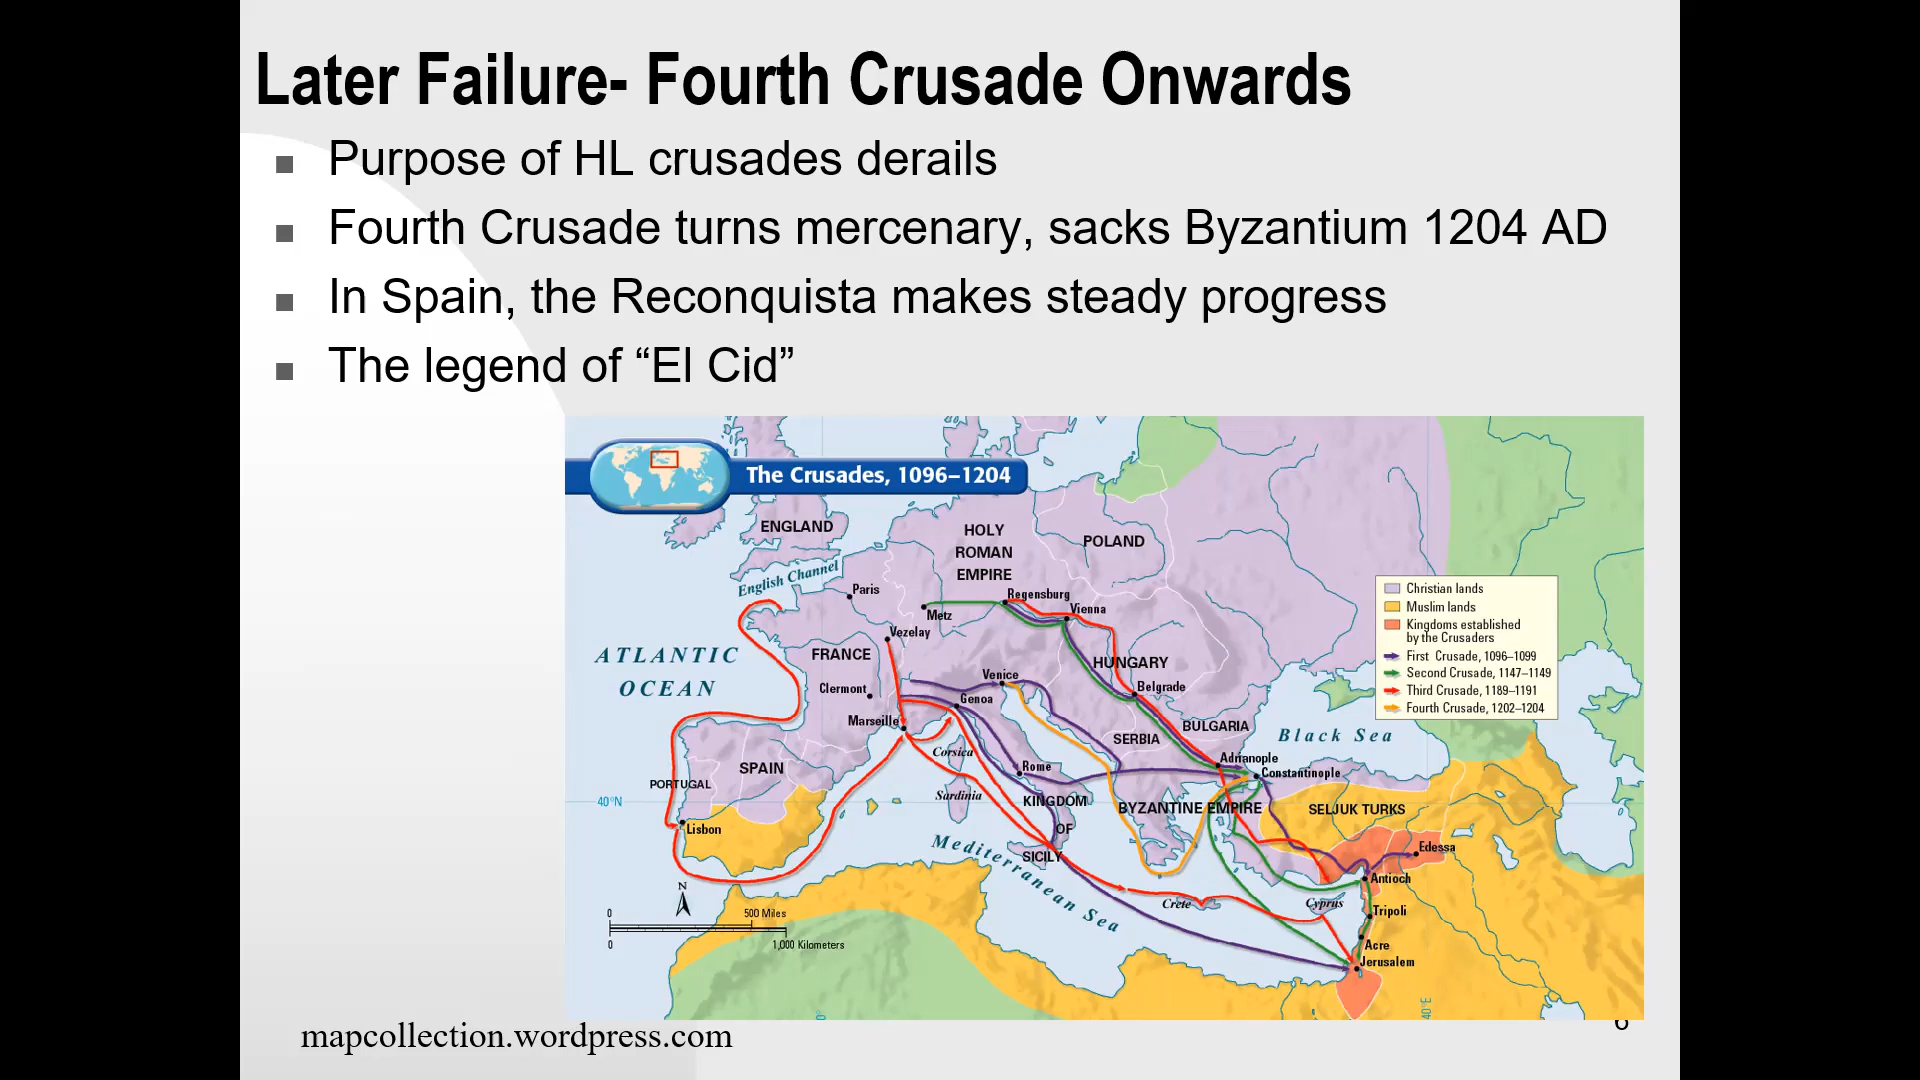 Later Failure- Fourth Crusade Onwards
Purpose of HL crusades derails
Fourth Crusade turns mercenary, sacks Byzantium 1204 AD
In Spain, the Reconquista makes steady progress
The legend of “El Cid”
The Crusades, 1096–1204
ENGLAND
HOLY
ROMAN
EMPIRE
POLAND
English Channel
Paris
Metz
Regensburg
Vienna
Vezelay
ATLANTIC
OCEAN
FRANCE
HUNGARY
Clermont
Venice
Genoa
Belgrade
Marseille
SERBIA
BULGARIA
Black Sea
Corsica
Rome
Adrianople
Constantinople
PORTUGAL
SPAIN
Sardinia
40°N
KINGDOM
OF
SICILY
BYZANTINE EMPIRE
SELJUK TURKS
Lisbon
Mediterranean Sea
Edessa
Antioch
Crete
Cyprus
Tripoli
Acre
Jerusalem
N
0
500 Miles
0
1,000 Kilometers
0°
40°E
Christian lands
Muslim lands
Kingdoms established
by the Crusaders
First Crusade, 1096–1099
Second Crusade, 1147–1149
Third Crusade, 1189–1191
Fourth Crusade, 1202–1204
mapcollection.wordpress.com
6